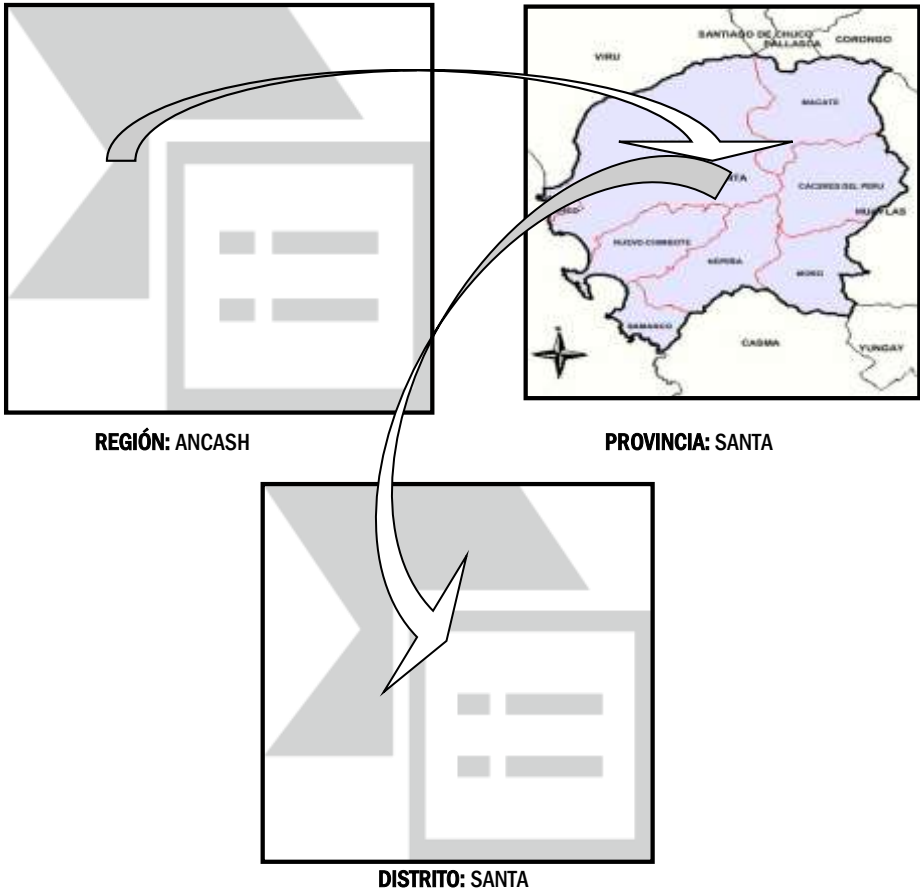 SANTIAGO DE CHUCO
PALLASCA
CORONGO
VIRU
MACATE
CACERES DEL PERU
HUAYLAS
NUEVO CHIMBOTE
NEPEÑA
MORO
SAMANCO
CASMA
YUNGAY
REGIÓN: ANCASH
PROVINCIA: SANTA
DISTRITO: SANTA